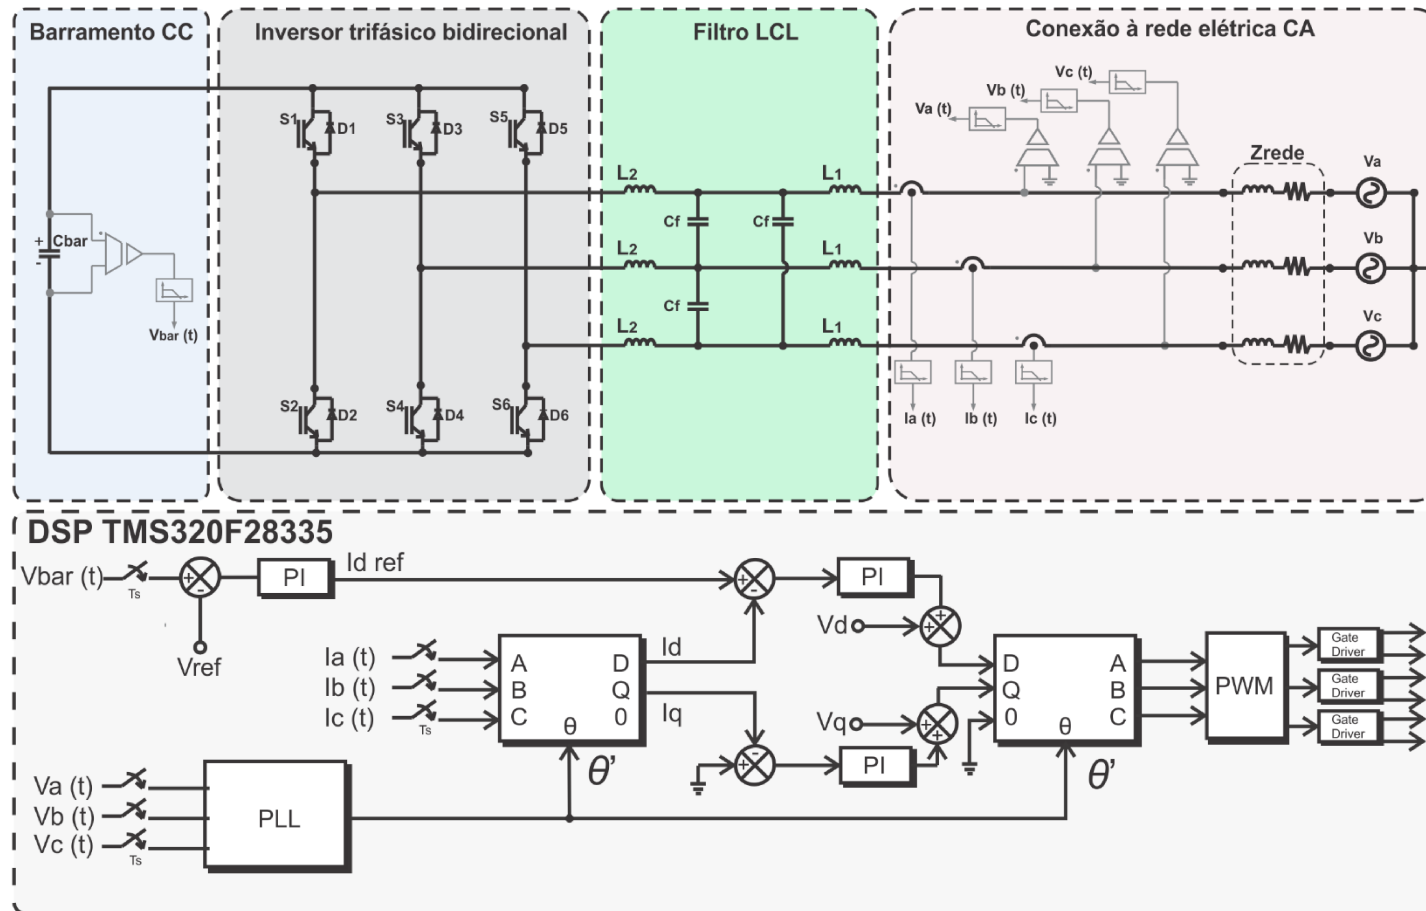 Barramento CC
Inversor trifásico bidirecional
Filtro LCL
Conexão à rede elétrica CA
Vc (t)
Vb (t)
Va (t)
S1
D1
S3
D3
S5
D5
Zrede
Va
L2
L1
Cf
Cf
+
Cbar
-
Vbar (t)
L2
L1
Vb
Cf
L2
L1
Vc
S2
D2
S4
D4
S6
D6
Ia (t)
Ib (t)
Ic (t)
DSP TMS320F28335
Vbar (t)
Ts
+
-
PI
Id ref
+
-
PI
Vref
Vd
+
+
Ia (t)
Ib (t)
Ic (t)
Ts
A
B
C
D
Q
0
θ
Id
Iq
θ’
-
+
PI
Vq
+
+
D
Q
0
A
B
C
θ
θ’
PWM
Gate
Driver
Gate
Driver
Gate
Driver
Va (t)
Vb (t)
Vc (t)
Ts
PLL